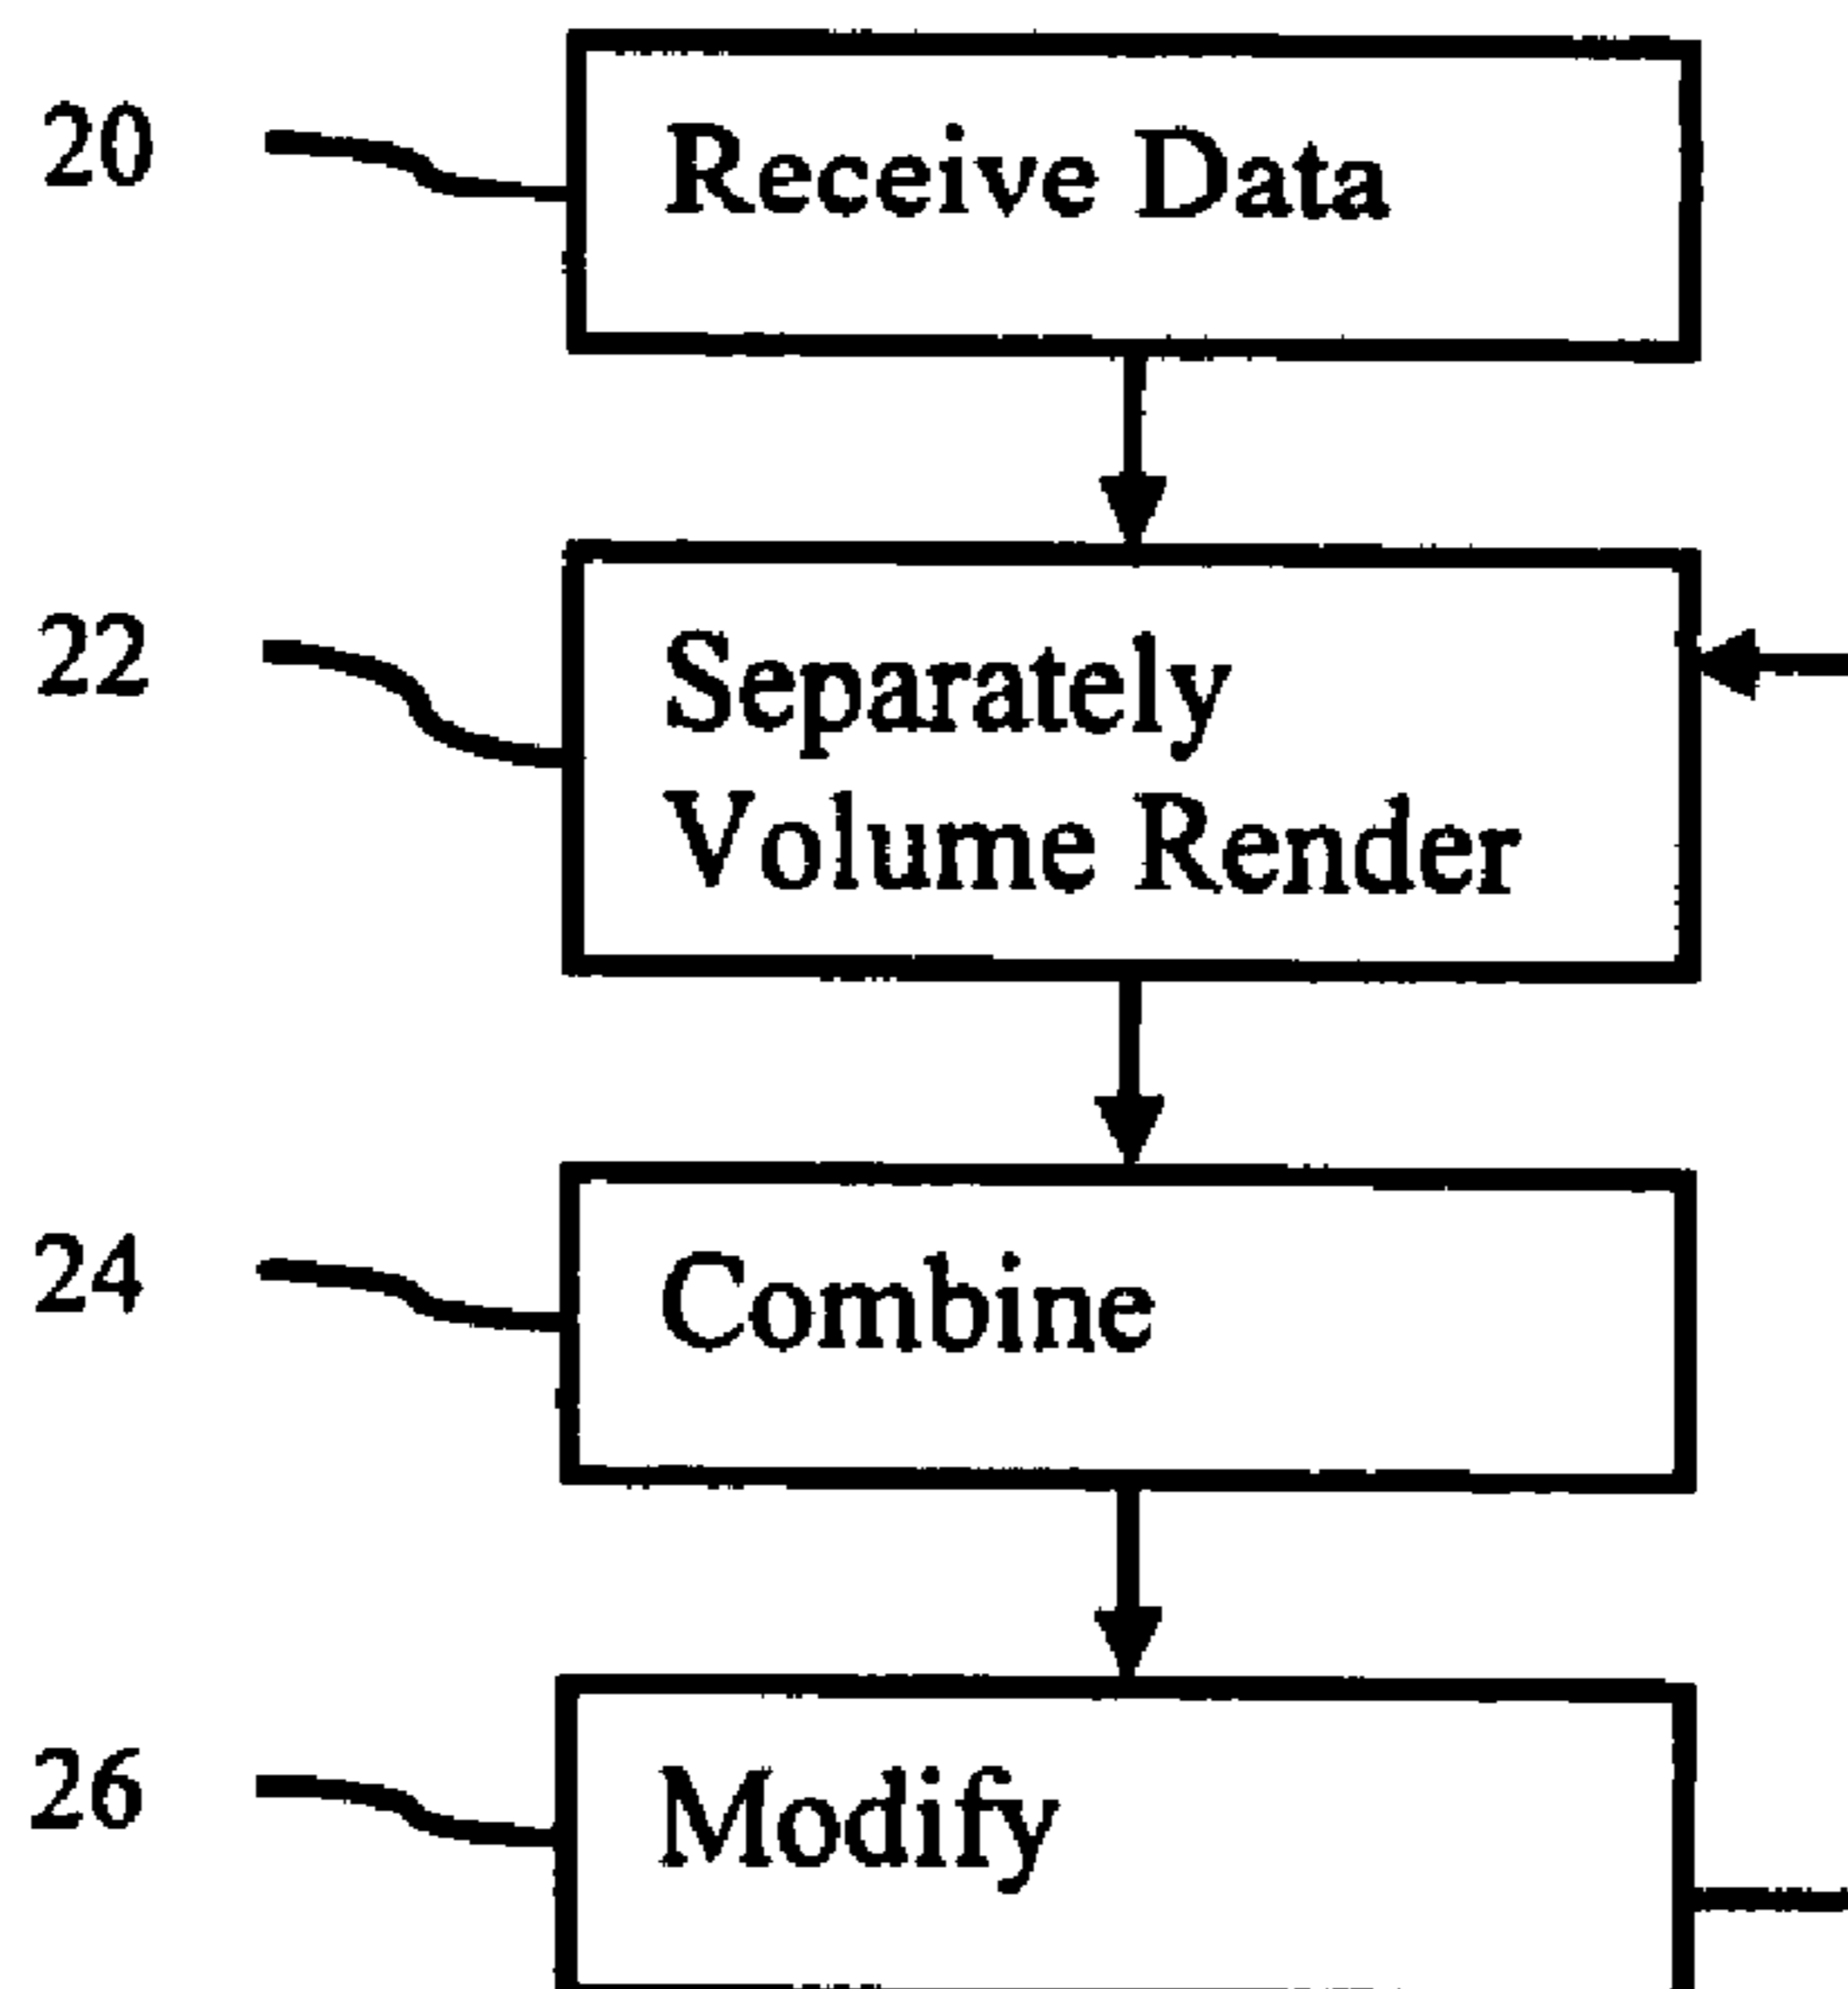 20
Receive Data
22
Separately
Volume Render
24
Combine
26
Modify